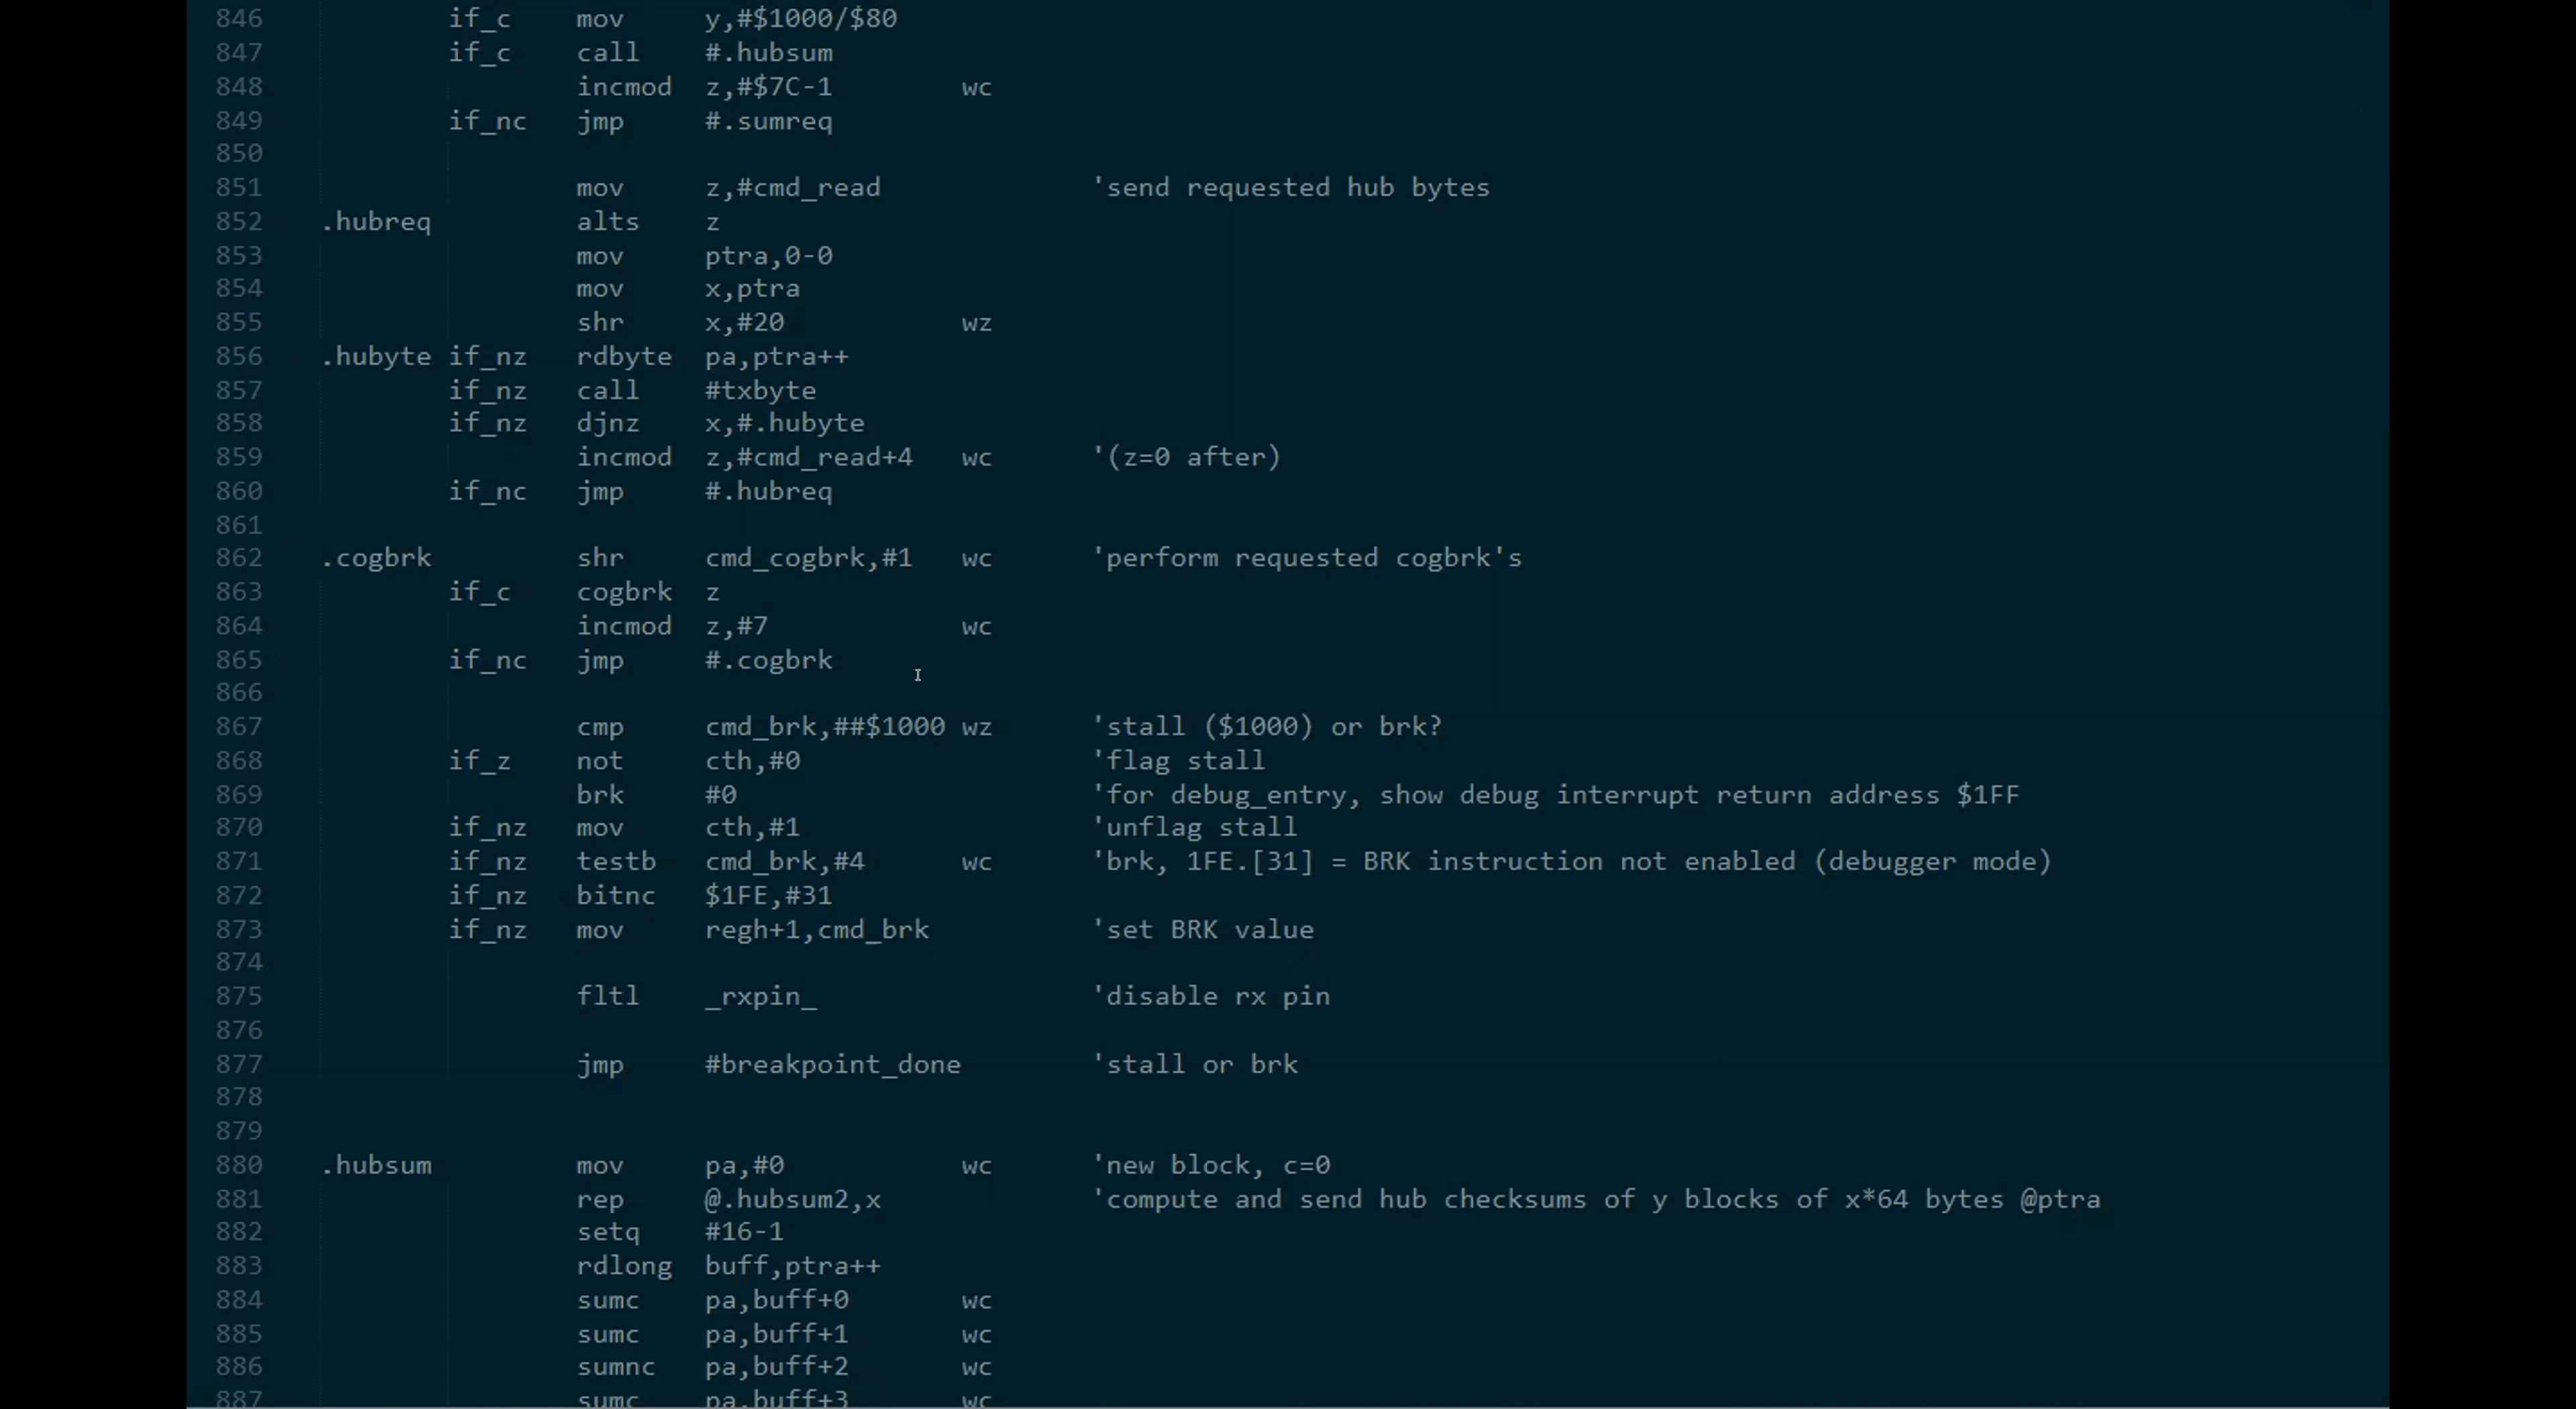 846 if_c mov y,#$1000/$80
847 if_c call #.hubsum
848 incmod z,#$7C-1 wc
849 if_nc jmp #.sumreq
850
851 mov z,#cmd_read 'send requested hub bytes
852 .hubreq alts z
853 mov ptra,0-0
854 mov x,ptra
855 shr x,#20 wz
856 .hubyte if_nz rdbyte pa,ptra++
857 if_nz call #txbyte
858 if_nz djnz x,#.hubyte
859 incmod z,#cmd_read+4 wc '(z=0 after)
860 if_nc jmp #.hubreq
861
862 .cogbrk shr cmd_cogbrk,#1 wc 'perform requested cogbrk's
863 if_c cogbrk z
864 incmod z,#7 wc
865 if_nc jmp #.cogbrk
866
867 cmp cmd_brk,##$1000 wz 'stall ($1000) or brk?
868 if_z not cth,#0 'flag stall
869 brk #0 'for debug_entry, show debug interrupt return address $1FF
870 if_nz mov cth,#1 'unflag stall
871 if_nz testb cmd_brk,#4 wc 'brk, 1FE.[31] = BRK instruction not enabled (debugger mode)
872 if_nz bitnc $1FE,#31
873 if_nz mov regh+1,cmd_brk 'set BRK value
874
875 fltl _rxpin_ 'disable rx pin
876
877 jmp #breakpoint_done 'stall or brk
878
879
880 .hubsum mov pa,#0 wc 'new block, c=0
881 rep @.hubsum2,x 'compute and send hub checksums of y blocks of x*64 bytes @ptra
882 setq #16-1
883 rdlong buff,ptra++
884 sumc pa,buff+0 wc
885 sumc pa,buff+1 wc
886 sumnc pa,buff+2 wc
887 sumc pa,buff+3 wc